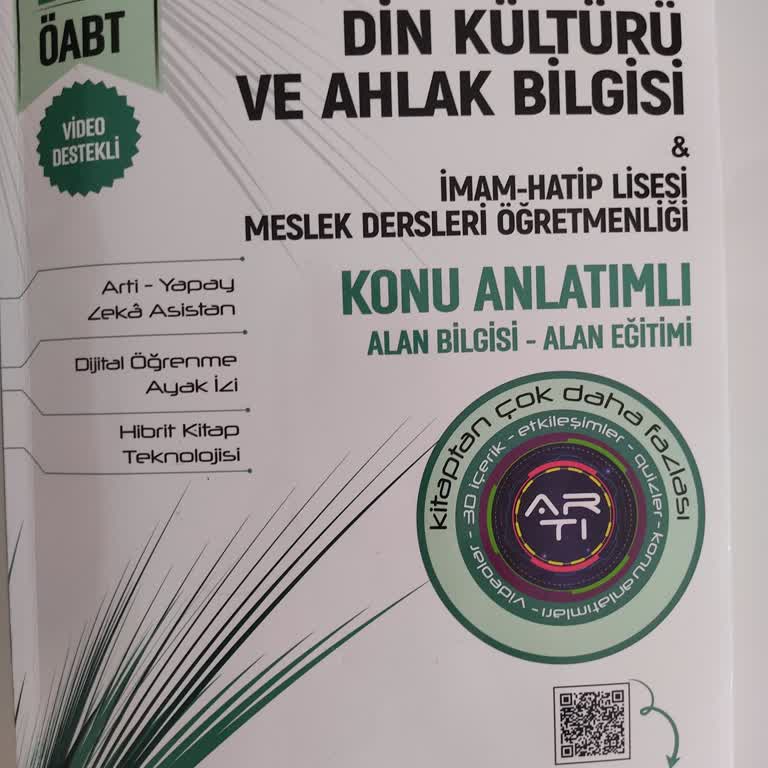 ÖABT
VİDEO
DESTEKLİ
DİN KÜLTÜRÜ
VE AHLAK BİLGİSİ
&
İMAM-HATİP LİSESİ
MESLEK DERSLERİ ÖĞRETMENLİĞİ
KONU ANLATIMLI
ALAN BİLGİSİ - ALAN EĞİTİMİ
Arti - Yapay
Zekâ Asistan
Dijital Öğrenme
Ayak İzi
Hibrit Kitap
Teknolojisi
kitaptan çok daha fazlası
videolar - 3D içerik - etkileşimler - quizler - konu anlatımları -
AR
TI